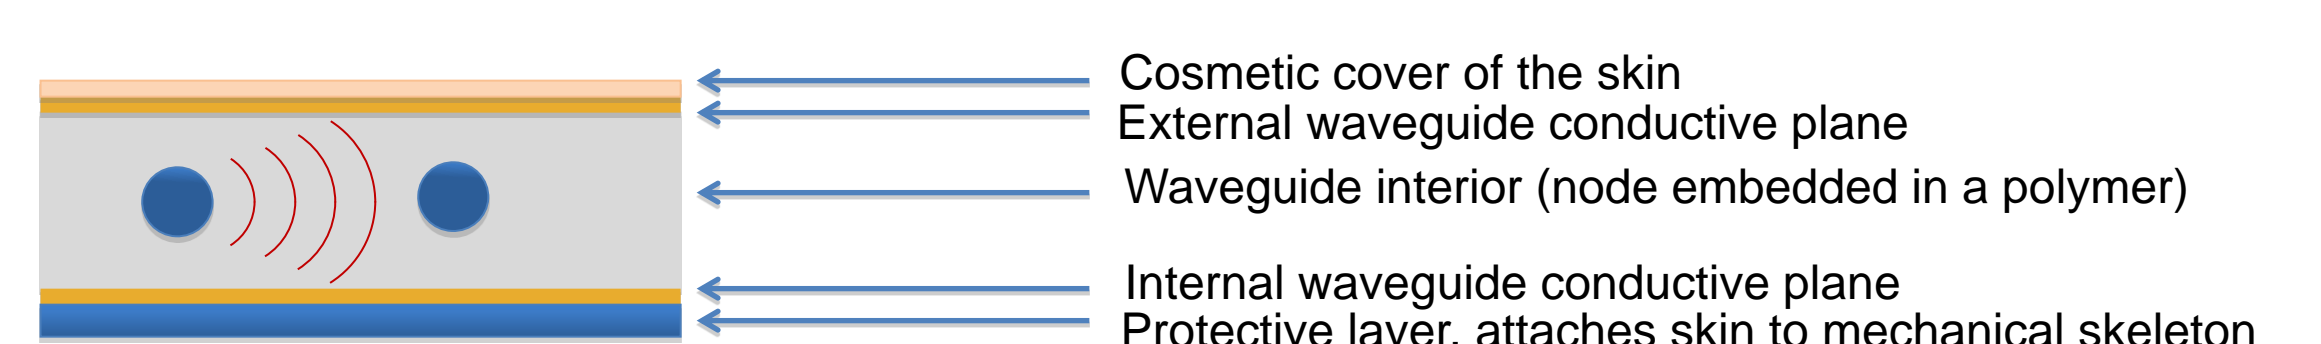 Cosmetic cover of the skin
External waveguide conductive plane
Waveguide interior (node embedded in a polymer)
Internal waveguide conductive plane
Protective layer, attaches skin to mechanical skeleton